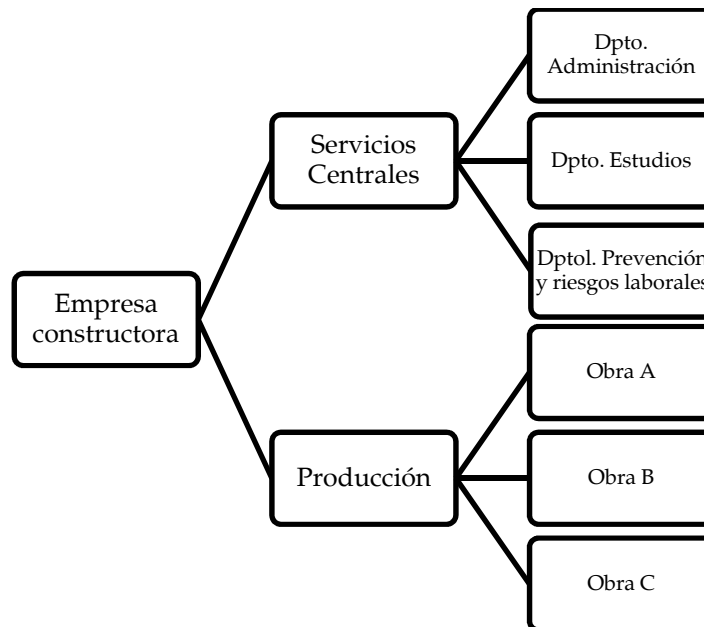 Dpto.
Administración
Servicios
Centrales
Dpto. Estudios
Dptol. Prevención
y riesgos laborales
Empresa
constructora
Obra A
Producción
Obra B
Obra C